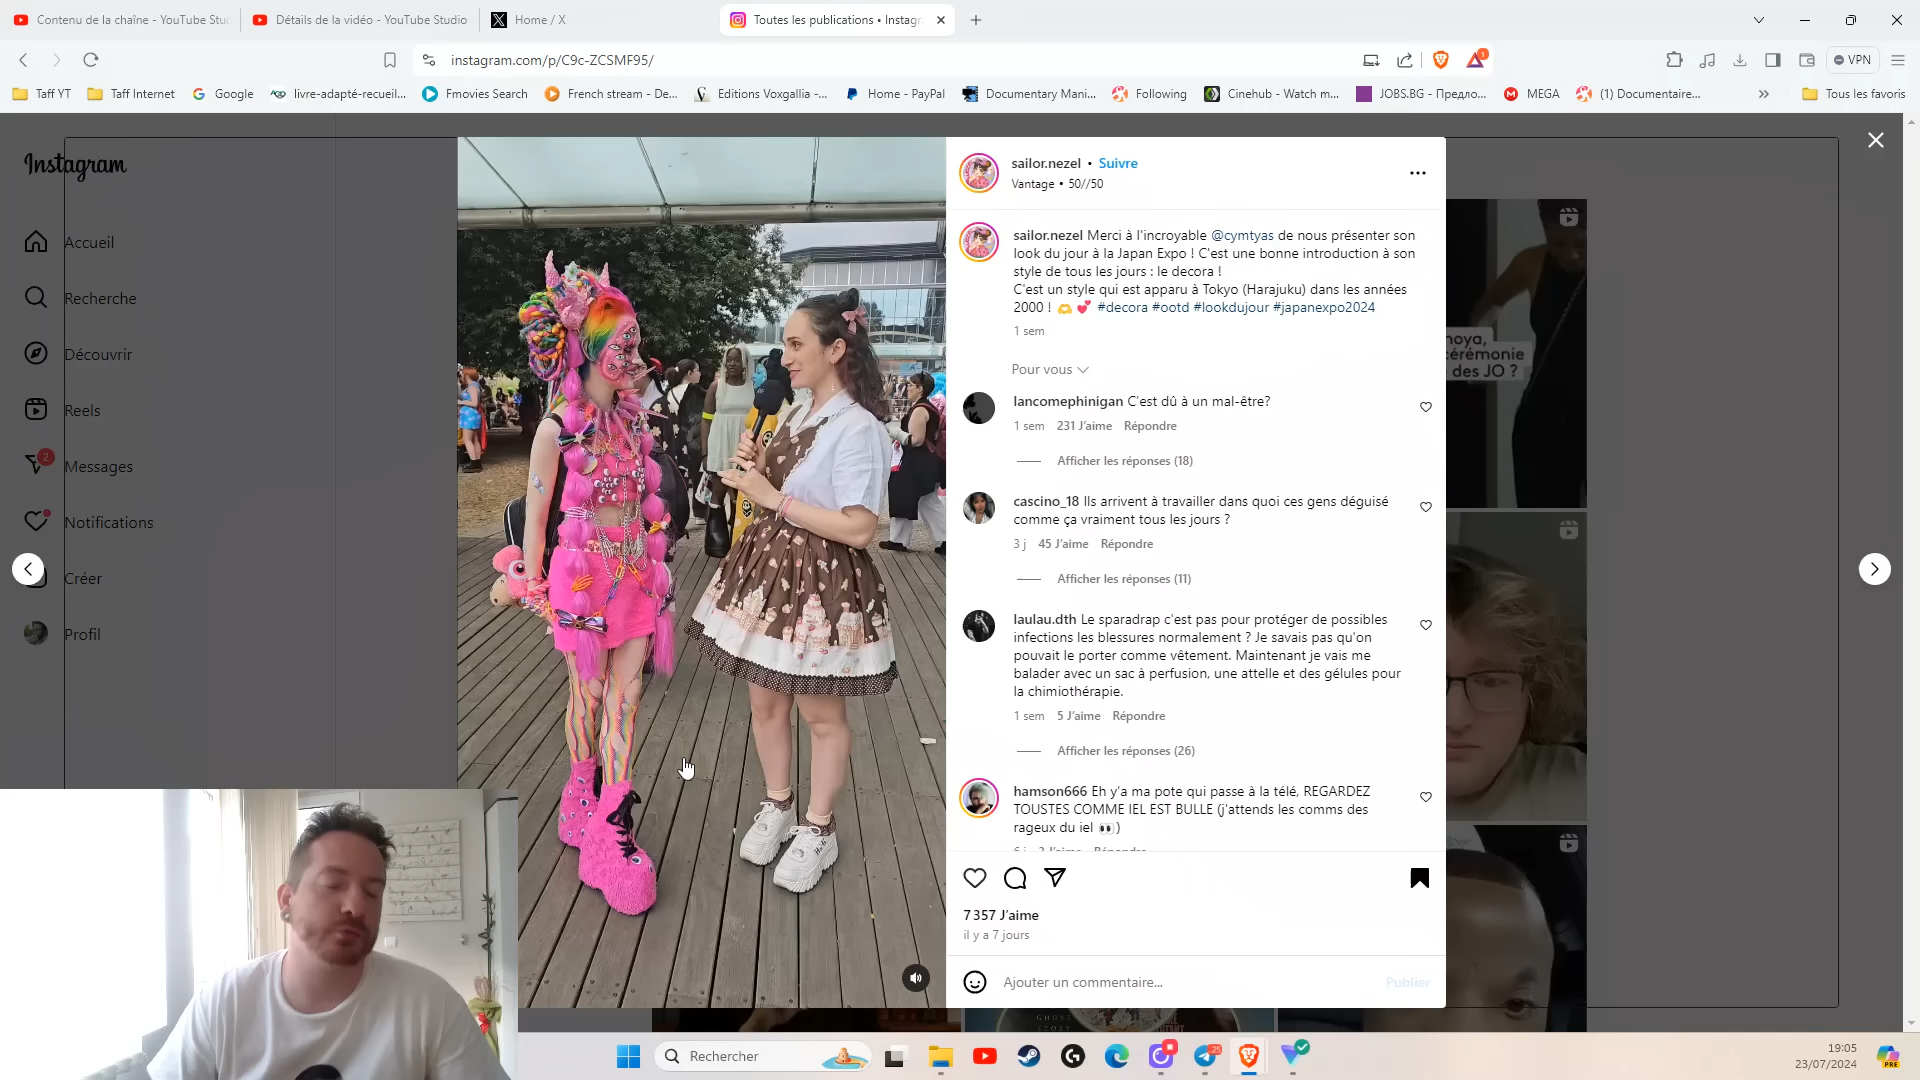 Contenu de la chaîne - YouTube Stu
Détails de la vidéo - YouTube Studio
Home / X
Toutes les publications • Instagr
instagram.com/p/C9c-ZCSMF95/
1
VPN
Taff YT
Taff Internet
Google
livre-adapté-recueil...
Fmovies Search
French stream - De...
Editions Voxgallia -...
Home - PayPal
Documentary Mani...
Following
Cinehub - Watch m...
JOBS.BG - Предло...
MEGA
(1) Documentaire...
Tous les favoris
Instagram
Accueil
Recherche
Découvrir
Reels
2
Messages
Notifications
Créer
Profil
sailor.nezel • Suivre
Vantage • 50//50
sailor.nezel Merci à l'incroyable @cymtyas de nous présenter son
look du jour à la Japan Expo ! C'est une bonne introduction à son
style de tous les jours : le decora !
C'est un style qui est apparu à Tokyo (Harajuku) dans les années
2000 ! 🫶 💕 #decora #ootd #lookdujour #japanexpo2024
1 sem
Pour vous
lancomephinigan C'est dû à un mal-être?
1 sem 231 J'aime Répondre
Afficher les réponses (18)
cascino_18 Ils arrivent à travailler dans quoi ces gens déguisé
comme ça vraiment tous les jours ?
3 j 45 J'aime Répondre
Afficher les réponses (11)
laulau.dth Le sparadrap c'est pas pour protéger de possibles
infections les blessures normalement ? Je savais pas qu'on
pouvait le porter comme vêtement. Maintenant je vais me
balader avec un sac à perfusion, une attelle et des gélules pour
la chimiothérapie.
1 sem 5 J'aime Répondre
Afficher les réponses (26)
hamson666 Eh y'a ma pote qui passe à la télé, REGARDEZ
TOUSTES COMME IEL EST BULLE (j'attends les comms des
rageux du iel 👀)
6 j 2 J'aime Répondre
7 357 J'aime
il y a 7 jours
Ajouter un commentaire...
Publier
noya,
cérémonie
des JO ?
GHOST
STORY
Rechercher
25
19:05
23/07/2024
PRE